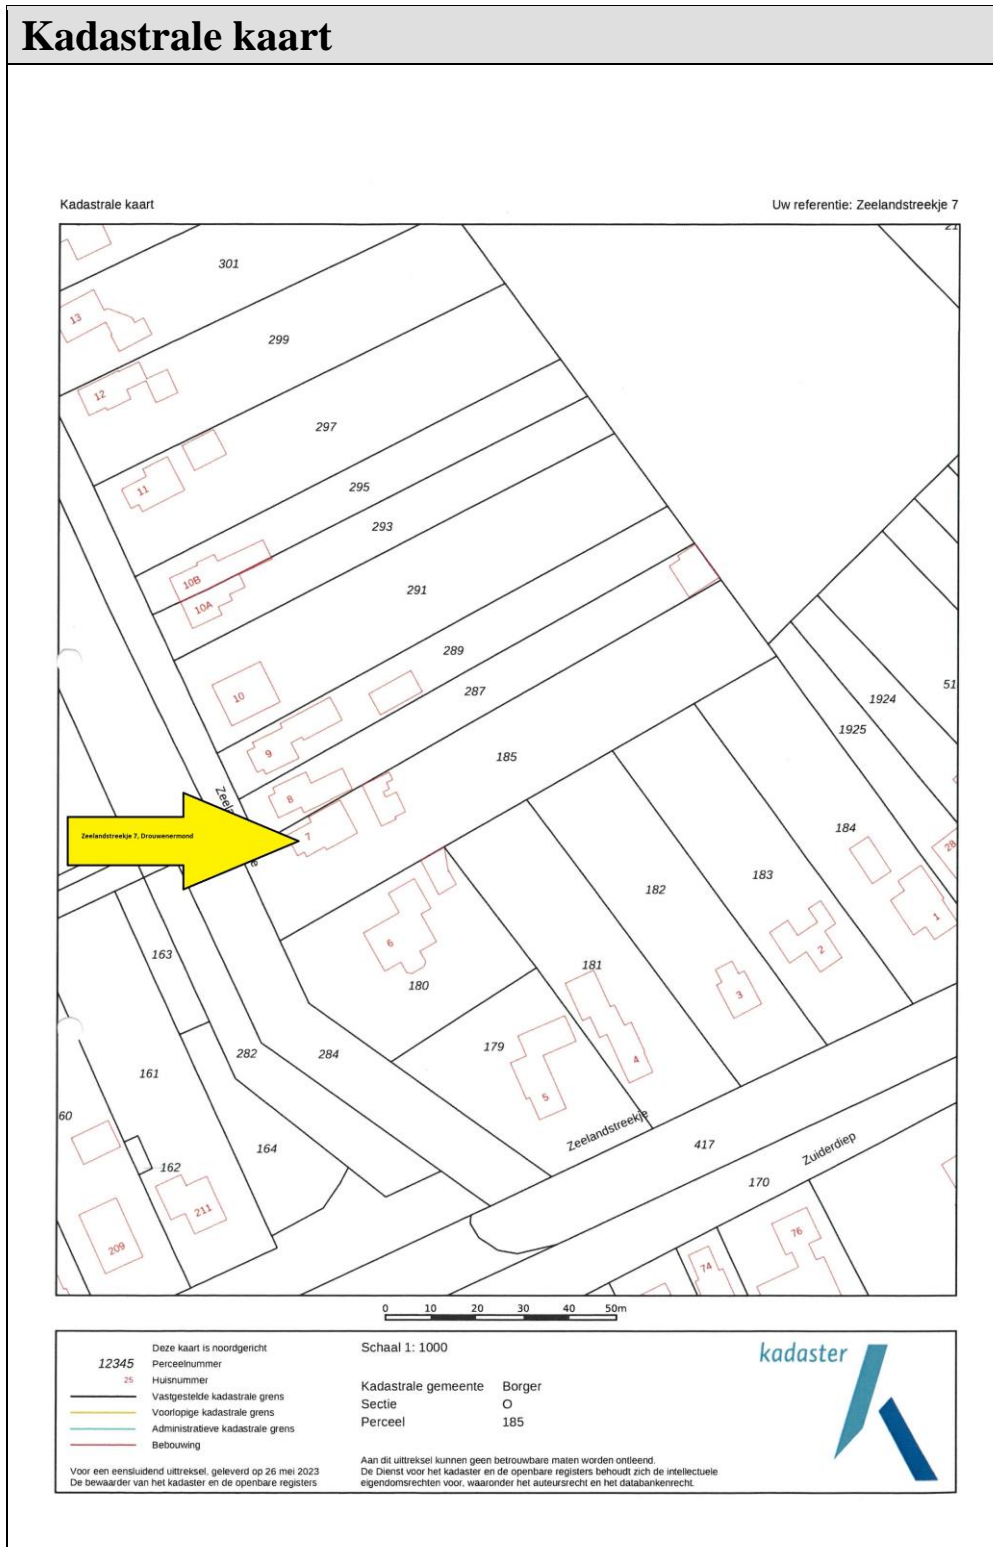 Kadastrale kaart
Kadastrale kaart
Uw referentie: Zeelandstreekje 7
21
301
13
299
12
297
11
295
293
10B
10A
291
289
10
287
51
1924
9
1925
185
8
7
Zeelandstreekje 7, Drouwenermond
184
28
182
183
1
6
2
163
181
180
3
179
282
284
4
161
5
60
Zeelandstreekje
164
417
Zuiderdiep
162
170
211
209
76
74
0 10 20 30 40 50m
Deze kaart is noordgericht
12345 Perceelnummer
25 Huisnummer
Vastgestelde kadastrale grens
Voorlopige kadastrale grens
Administratieve kadastrale grens
Bebouwing
Voor een eensluidend uittreksel, geleverd op 26 mei 2023
De bewaarder van het kadaster en de openbare registers
Schaal 1: 1000
Kadastrale gemeente Borger
Sectie O
Perceel 185
Aan dit uittreksel kunnen geen betrouwbare maten worden ontleend.
De Dienst voor het kadaster en de openbare registers behoudt zich de intellectuele
eigendomsrechten voor, waaronder het auteursrecht en het databankenrecht.
kadaster